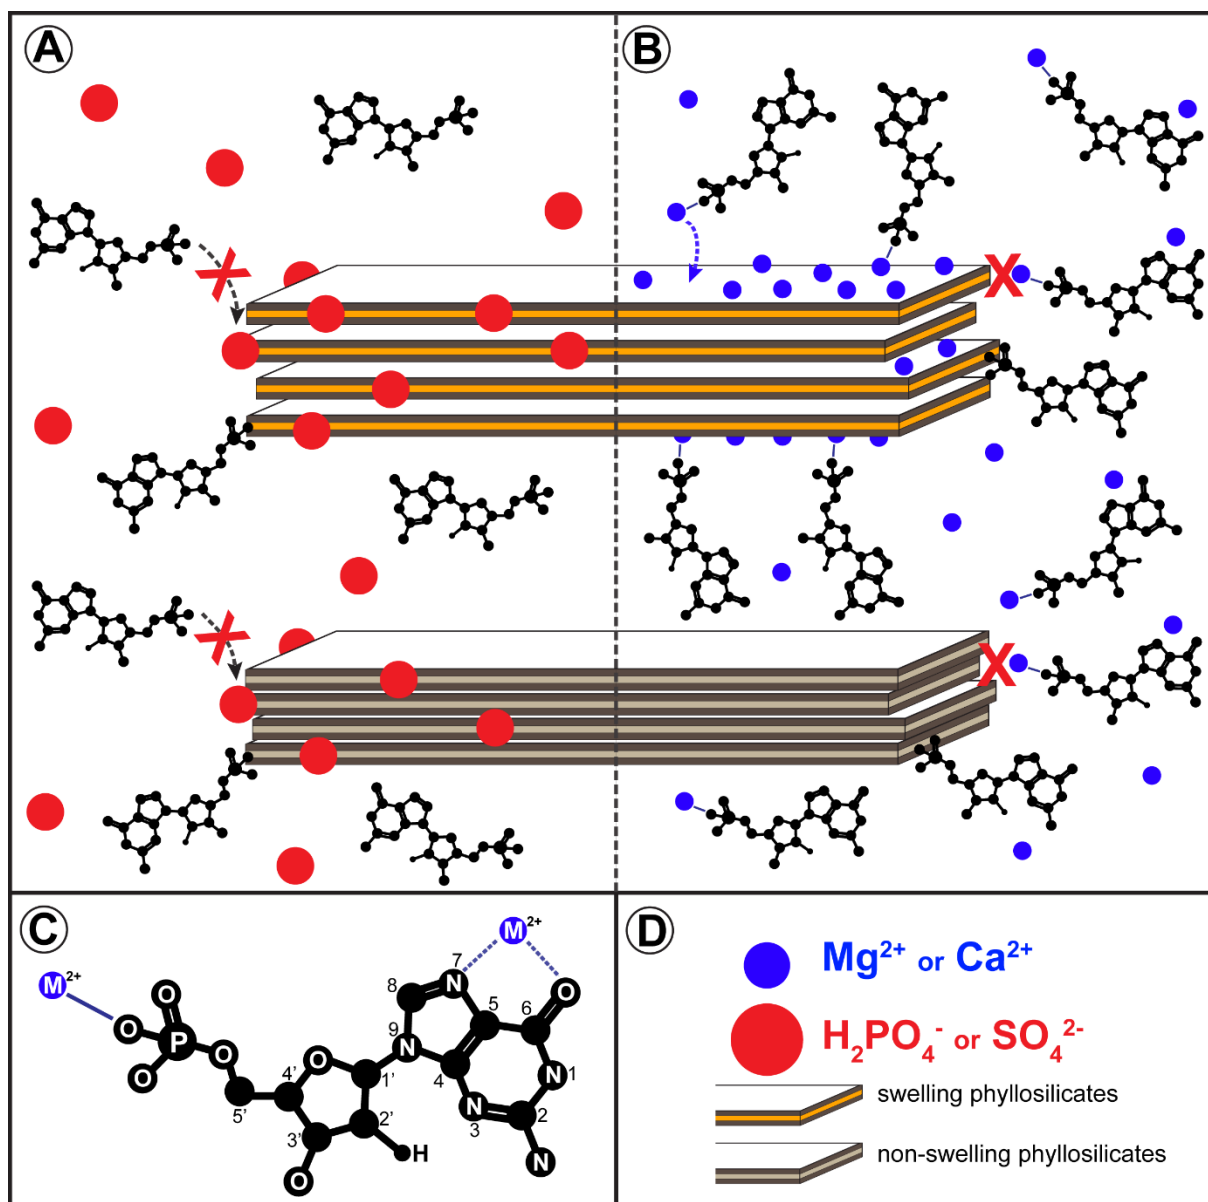 A
B
X
X
C
M2+
M2+
7
8
N
O
O
5
6
O
P
9
N
O
O
4'
1'
4
N
1
O
5'
N
2
3
3'
2'
H
N
O
D
Mg2+ or Ca2+
H2PO4- or SO42-
swelling phyllosilicates
non-swelling phyllosilicates